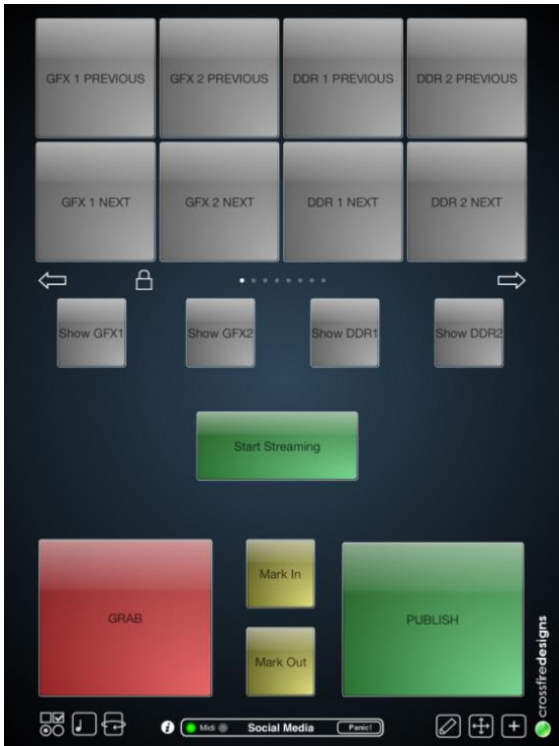 GFX 1 PREVIOUS GFX 2 PREVIOUS DDR 1 PREVIOUS DDR 2 PREVIOUS
GFX 1 NEXT GFX 2 NEXT DDR 1 NEXT DDR 2 NEXT
Show GFX1 Show GFX2 Show DDR1 Show DDR2
Start Streaming
Mark In
GRAB PUBLISH
Mark Out
crossfiredesigns
i Midi Social Media Panic!